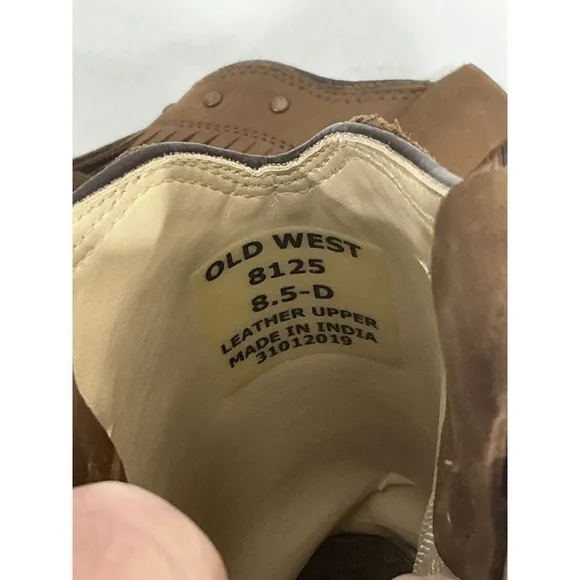 OLD WEST
8125
8.5-D
LEATHER UPPER
MADE IN INDIA
31012019